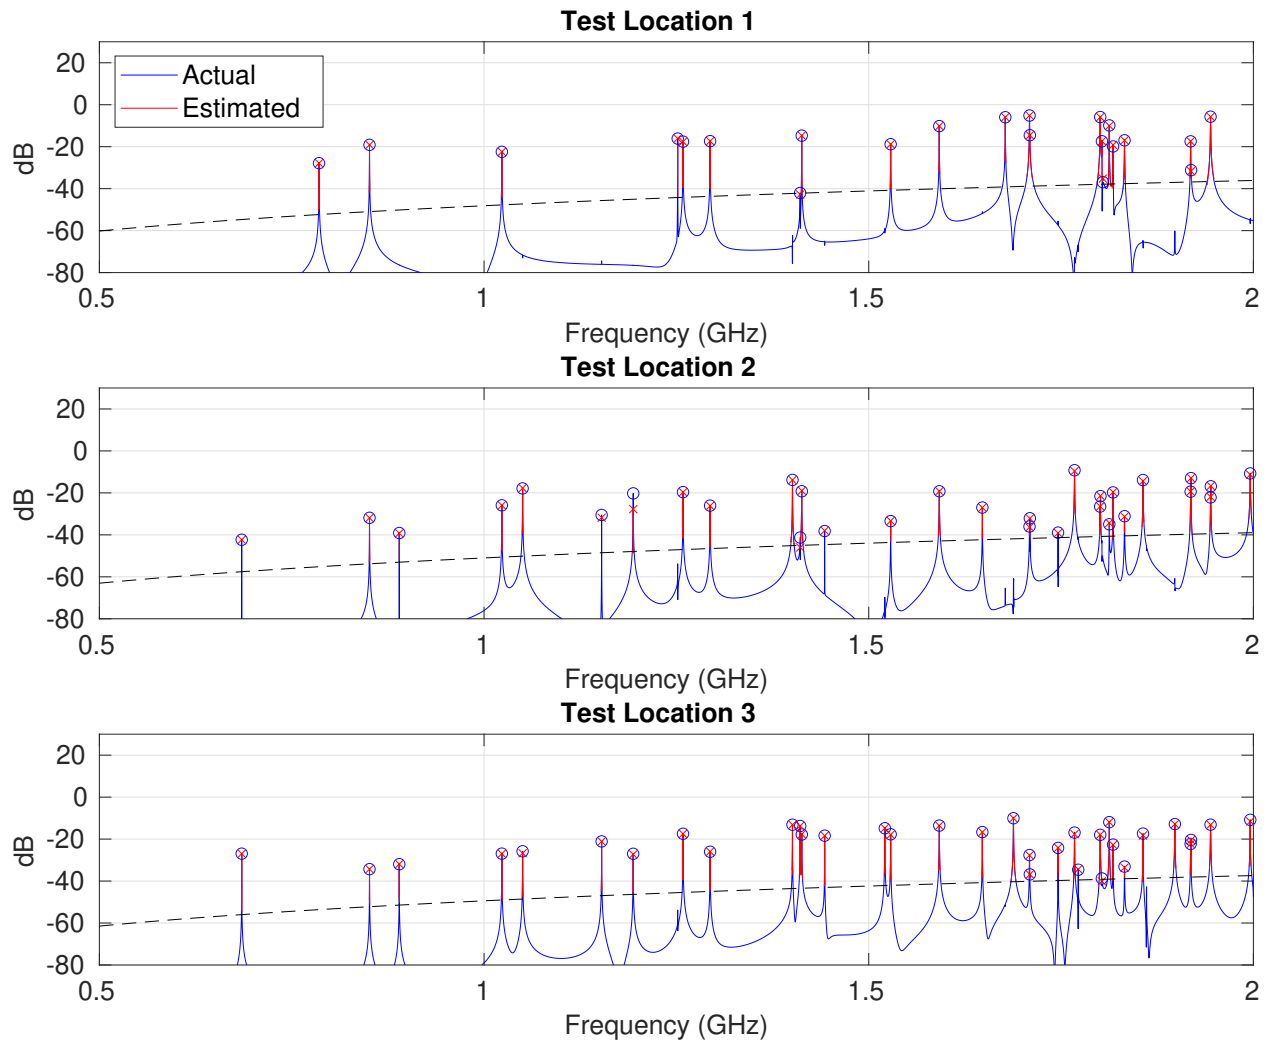 Test Location 1
20
0
-20
-40
-60
-80
dB
Actual
Estimated
0.5 1 1.5 2
Frequency (GHz)
Test Location 2
20
0
-20
-40
-60
-80
dB
0.5 1 1.5 2
Frequency (GHz)
Test Location 3
20
0
-20
-40
-60
-80
dB
0.5 1 1.5 2
Frequency (GHz)